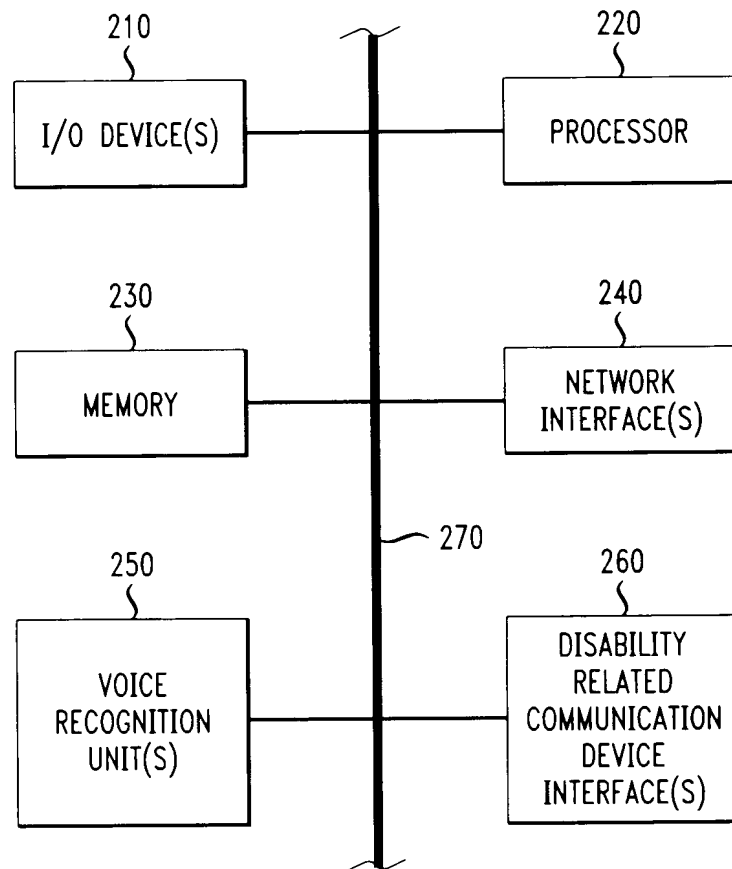 210
I/O DEVICE(S)
220
PROCESSOR
230
MEMORY
240
NETWORK
INTERFACE(S)
270
250
VOICE
RECOGNITION
UNIT(S)
260
DISABILITY
RELATED
COMMUNICATION
DEVICE
INTERFACE(S)